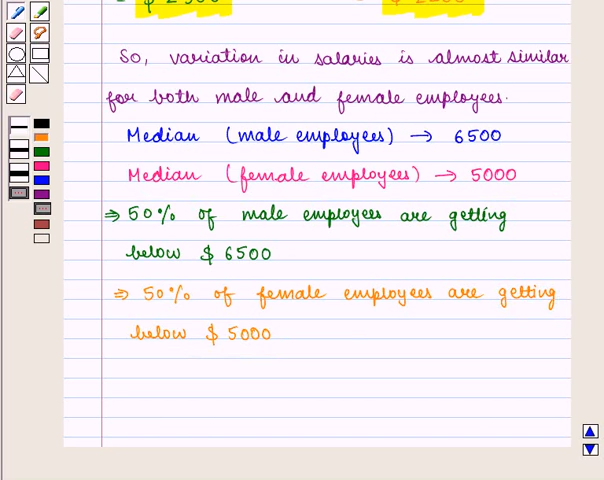 $ 2500
So, variation in salaries is almost similar
for both male and female employees.
Median (male employees) → 6500
Median (female employees) → 5000
⇒ 50% of male employees are getting
below $ 6500
⇒ 50% of female employees are getting
below $ 5000